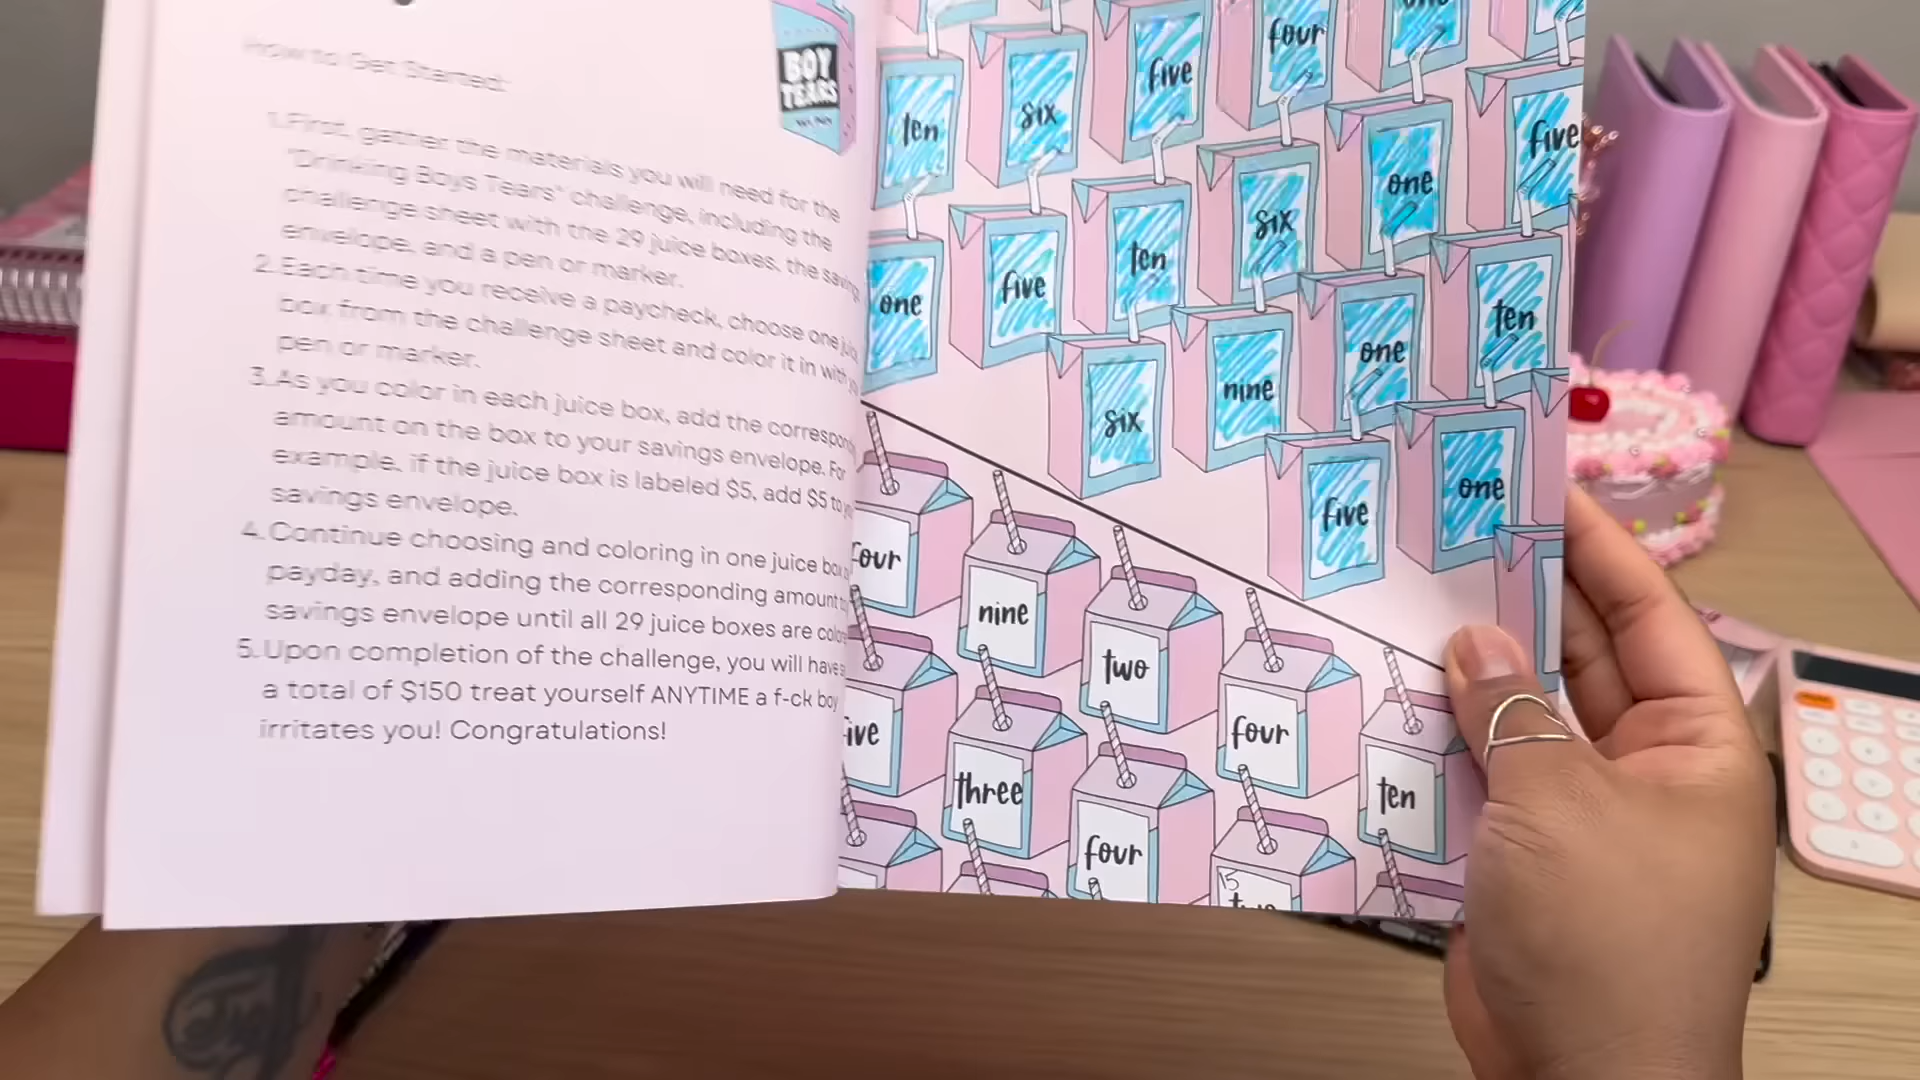 How to Get Started:
1. First, gather the materials you will need for the
"Drinking Boys Tears" challenge, including the
challenge sheet with the 29 juice boxes, the savings
envelope, and a pen or marker.
2. Each time you receive a paycheck, choose one
box from the challenge sheet and color it in with
pen or marker.
3. As you color in each juice box, add the
amount on the box to your savings envelope. For
example, if the juice box is labeled $5, add $5 to
savings envelope.
4. Continue choosing and coloring in one juice box
payday, and adding the corresponding amount
savings envelope until all 29 juice boxes are
5. Upon completion of the challenge, you will have
a total of $150 treat yourself ANYTIME a f-ck boy
irritates you! Congratulations!
BOY
TEARS
ten
six
five
four
one
one
five
ten
six
one
five
one
ten
six
nine
one
ten
five
one
four
nine
two
four
ten
five
three
four
15
two